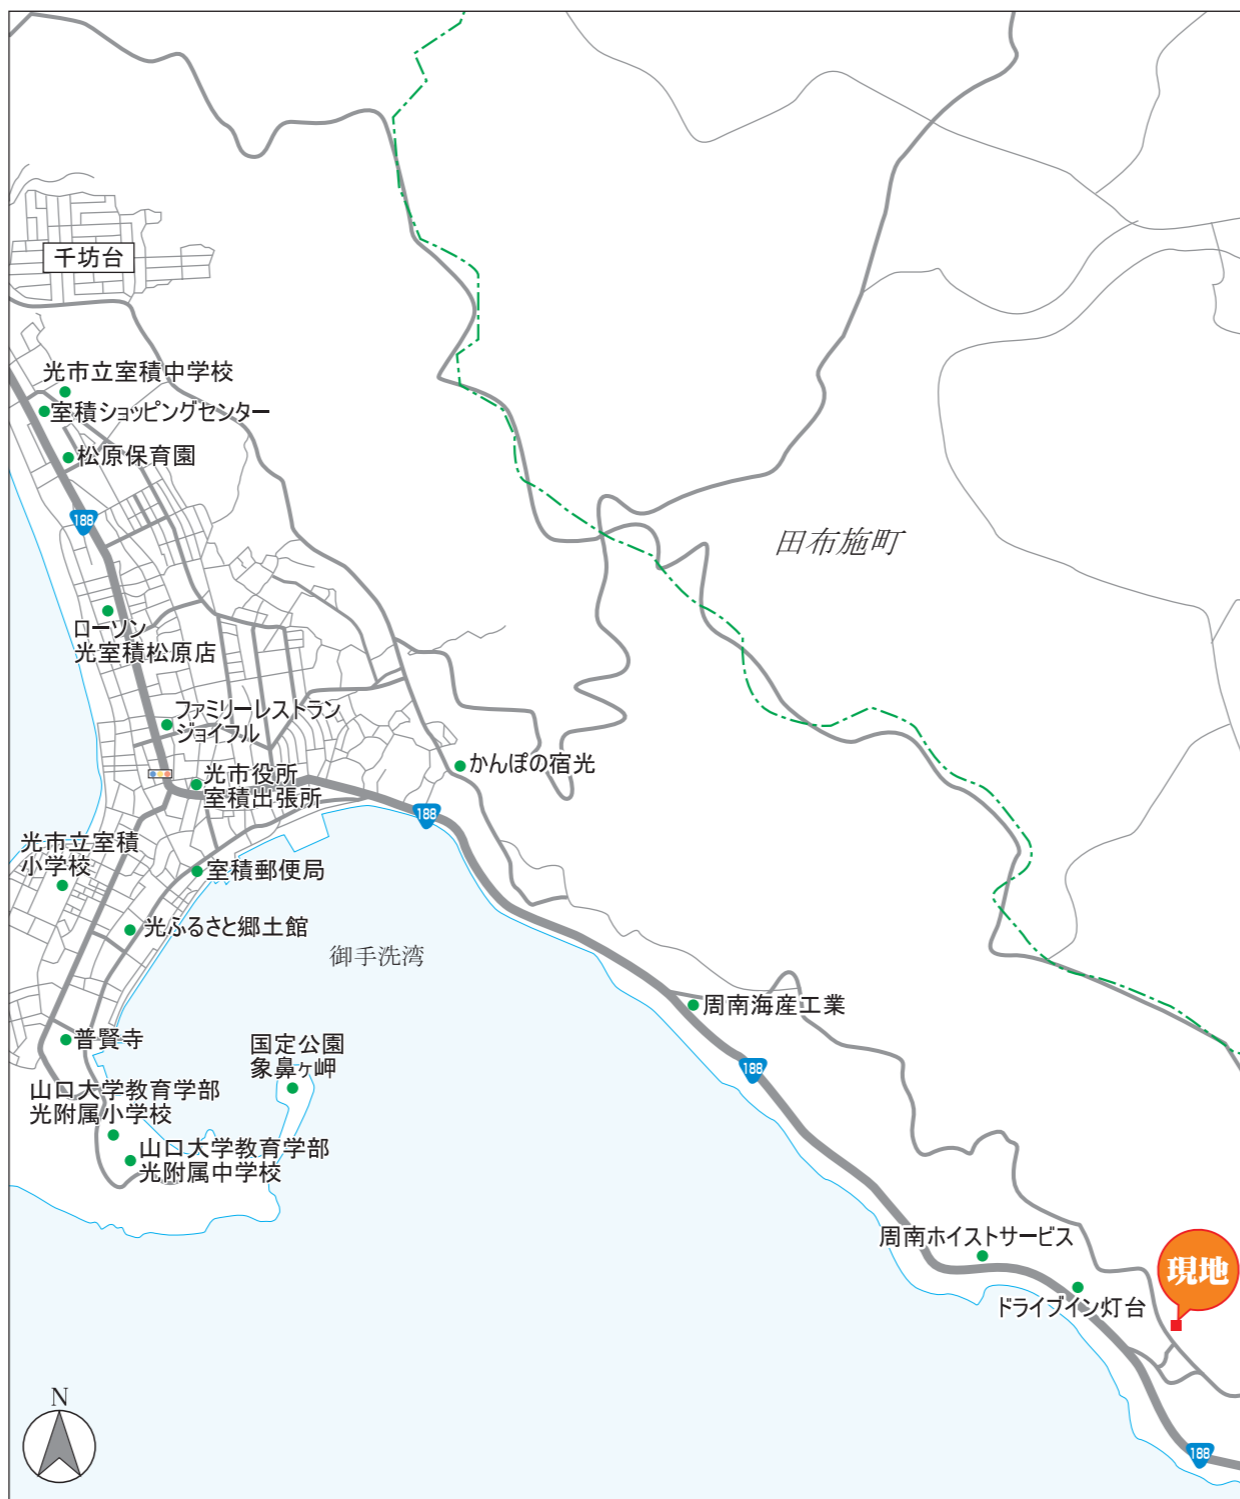 千坊台
光市立室積中学校
室積ショッピングセンター
松原保育園
188
田布施町
ローソン
光室積松原店
ファミリーレストラン
ジョイフル
かんぽの宿光
光市役所
室積出張所
188
光市立室積
小学校
室積郵便局
光ふるさと郷土館
御手洗湾
周南海産工業
普賢寺
国定公園
象鼻ヶ岬
188
山口大学教育学部
光附属小学校
山口大学教育学部
光附属中学校
周南ホイストサービス
現地
ドライブイン灯台
N
188